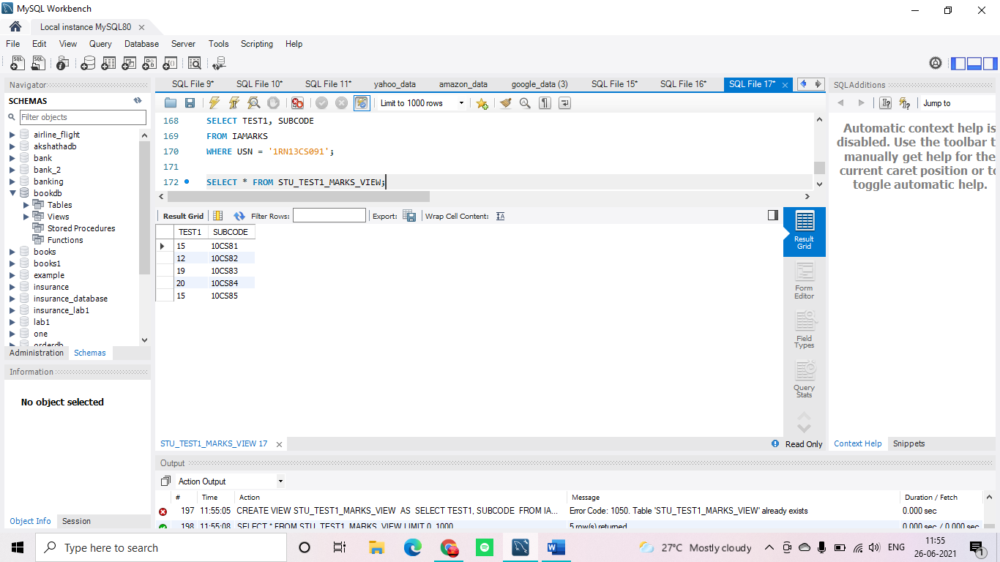 MySQL Workbench
Local instance MySQL80
File Edit View Query Database Server Tools Scripting Help
Navigator
SCHEMAS
Filter objects
airline_flight
akshathadb
bank
bank_2
banking
bookdb
Tables
Views
Stored Procedures
Functions
books
books1
example
insurance
insurance_database
insurance_lab1
lab1
one
orderdb
Administration Schemas
Information
No object selected
Object Info Session
SQL File 9* SQL File 10* SQL File 11* yahoo_data amazon_data google_data (3) SQL File 15* SQL File 16* SQL File 17*
Limit to 1000 rows
168 SELECT TEST1, SUBCODE
169 FROM IAMARKS
170 WHERE USN = '1RN13CS091';
171
172 SELECT * FROM STU_TEST1_MARKS_VIEW;
Result Grid Filter Rows: Export: Wrap Cell Content:
TEST1 SUBCODE
15 10CS81
12 10CS82
19 10CS83
20 10CS84
15 10CS85
Result
Grid
Form
Editor
Field
Types
Query
Stats
STU_TEST1_MARKS_VIEW 17
Read Only
SQLAdditions
Jump to
Automatic context help is
disabled. Use the toolbar t
manually get help for the
current caret position or to
toggle automatic help.
Context Help Snippets
Output
Action Output
# Time Action Message Duration / Fetch
197 11:55:05 CREATE VIEW STU_TEST1_MARKS_VIEW AS SELECT TEST1, SUBCODE FROM IA... Error Code: 1050. Table 'STU_TEST1_MARKS_VIEW' already exists 0.000 sec
198 11:55:08 SELECT * FROM STU_TEST1_MARKS_VIEW LIMIT 0, 1000 5 row(s) returned 0.000 sec / 0.000 sec
Type here to search
27°C Mostly cloudy
ENG
11:55
26-06-2021
1